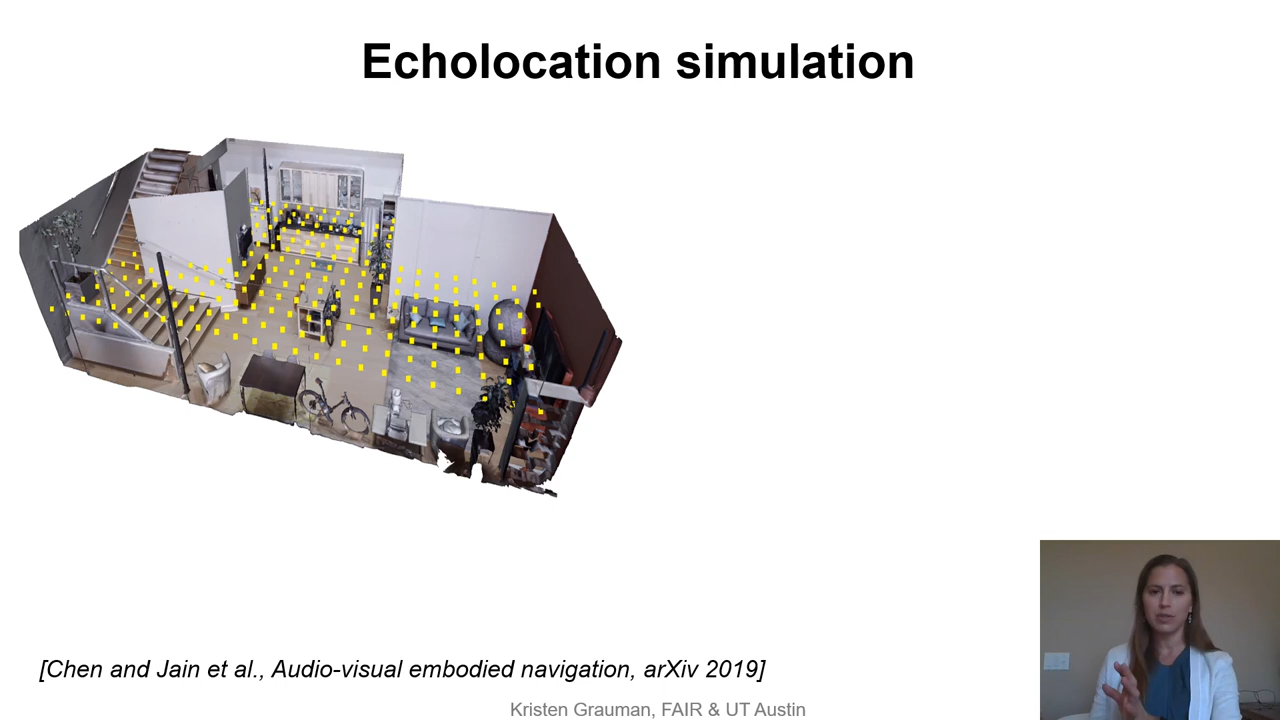 Echolocation simulation
[Chen and Jain et al., Audio-visual embodied navigation, arXiv 2019]
Kristen Grauman, FAIR & UT Austin